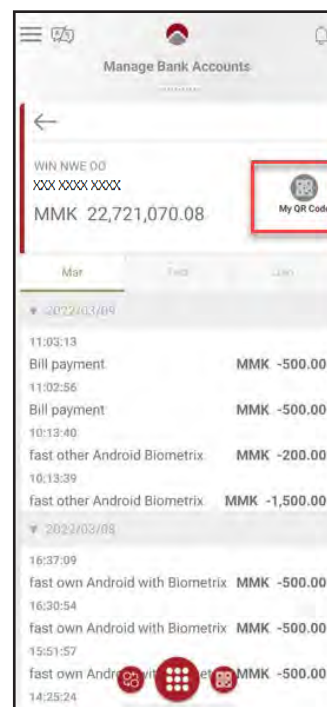 Manage Bank Accounts
WIN NWE OO
XXX XXXX XXXX
MMK 22,721,070.08
My QR Code
Mar
2022/03/09
11:03:13
Bill payment MMK -500.00
11:02:56
Bill payment MMK -500.00
10:13:40
fast other Android Biometrix MMK -200.00
10:13:39
fast other Android Biometrix MMK -1,500.00
2022/03/08
16:37:09
fast own Android with Biometrix MMK -500.00
16:30:54
fast own Android with Biometrix MMK -500.00
15:51:57
fast own MMK -500.00
14:25:24